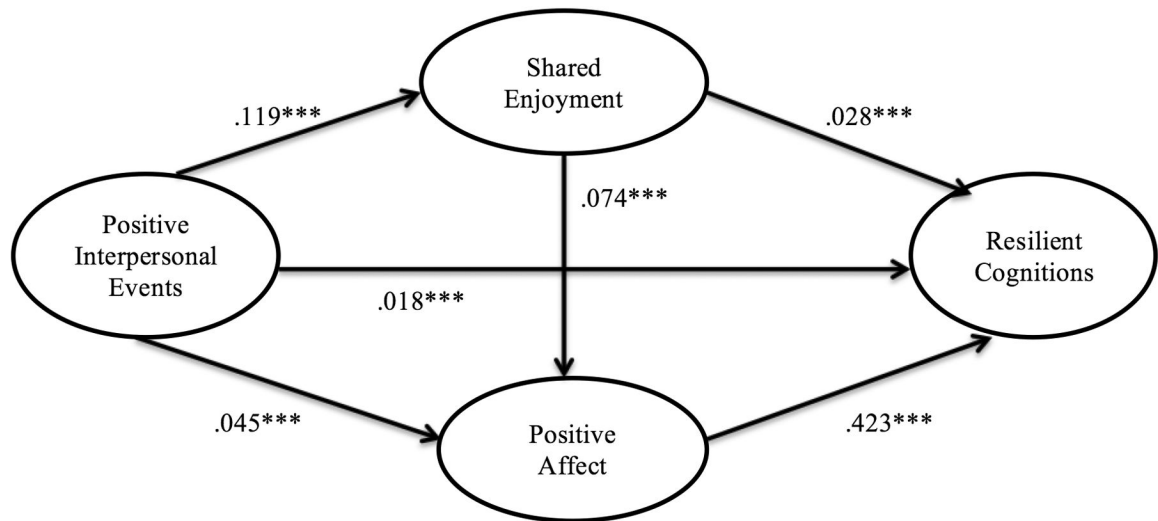 Shared
Enjoyment
.119***
.028***
.074***
Positive
Interpersonal
Events
Resilient
Cognitions
.018***
.045***
.423***
Positive
Affect